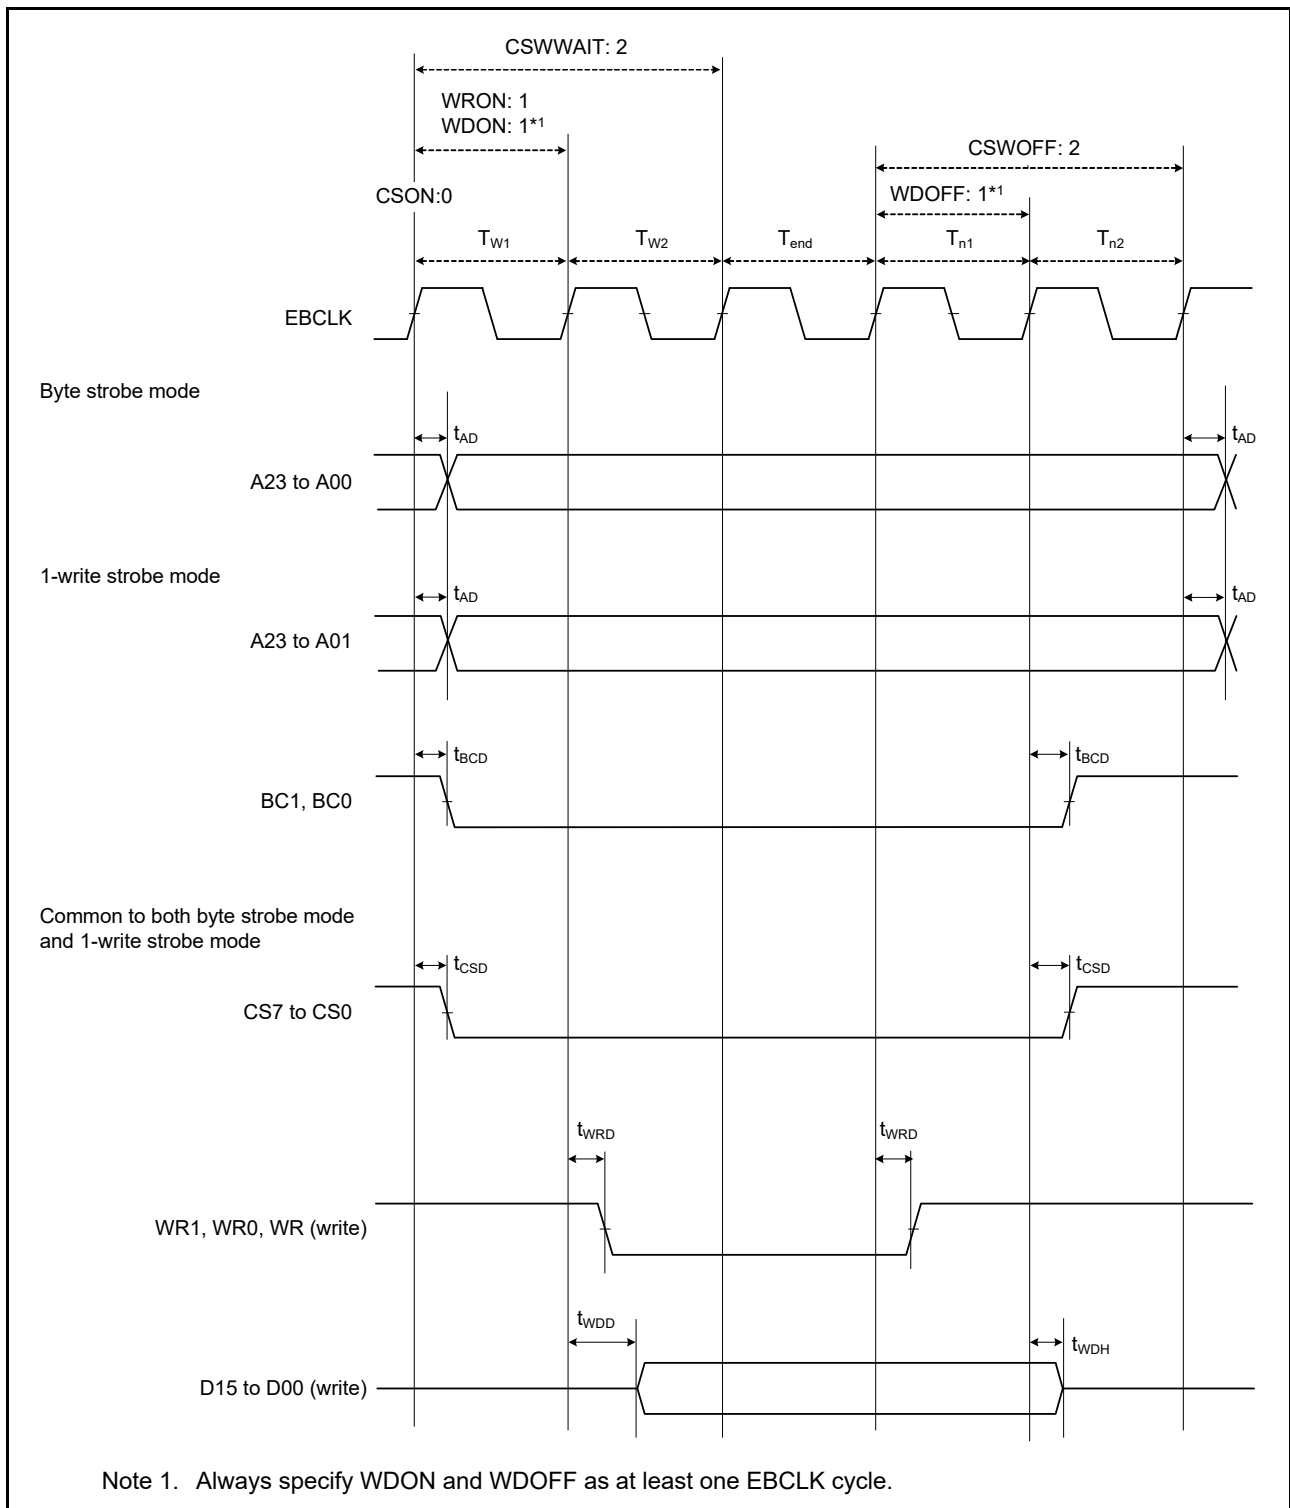 CSWWAIT: 2
WRON: 1
WDON: 1*1
CSWOFF: 2
CSON:0
WDOFF: 1*1
TW1 TW2 Tend Tn1 Tn2
EBCLK
Byte strobe mode
tAD tAD
A23 to A00
1-write strobe mode
tAD tAD
A23 to A01
tBCD tBCD
BC1, BC0
Common to both byte strobe mode
and 1-write strobe mode
tCSD tCSD
CS7 to CS0
tWRD tWRD
WR1, WR0, WR (write)
tWDD
tWDH
D15 to D00 (write)
Note 1. Always specify WDON and WDOFF as at least one EBCLK cycle.